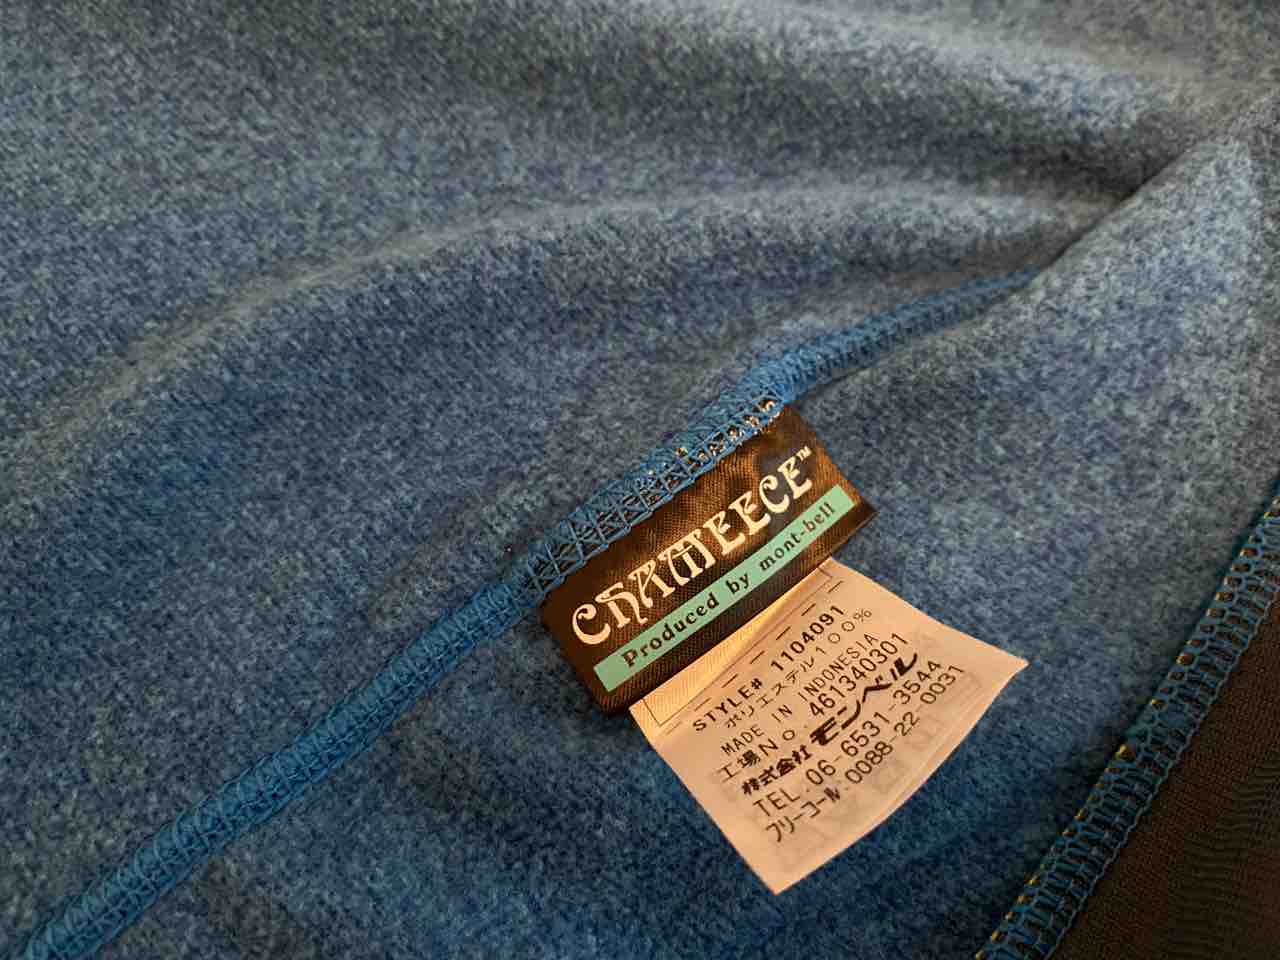 CHAMEECE™
Produced by mont-bell
STYLE# 1104091
ポリエステル100%
MADE IN INDONESIA
工場No. 461340301
株式会社 モンベル
TEL.06-6531-3544
フリーコール.0088-22-0031